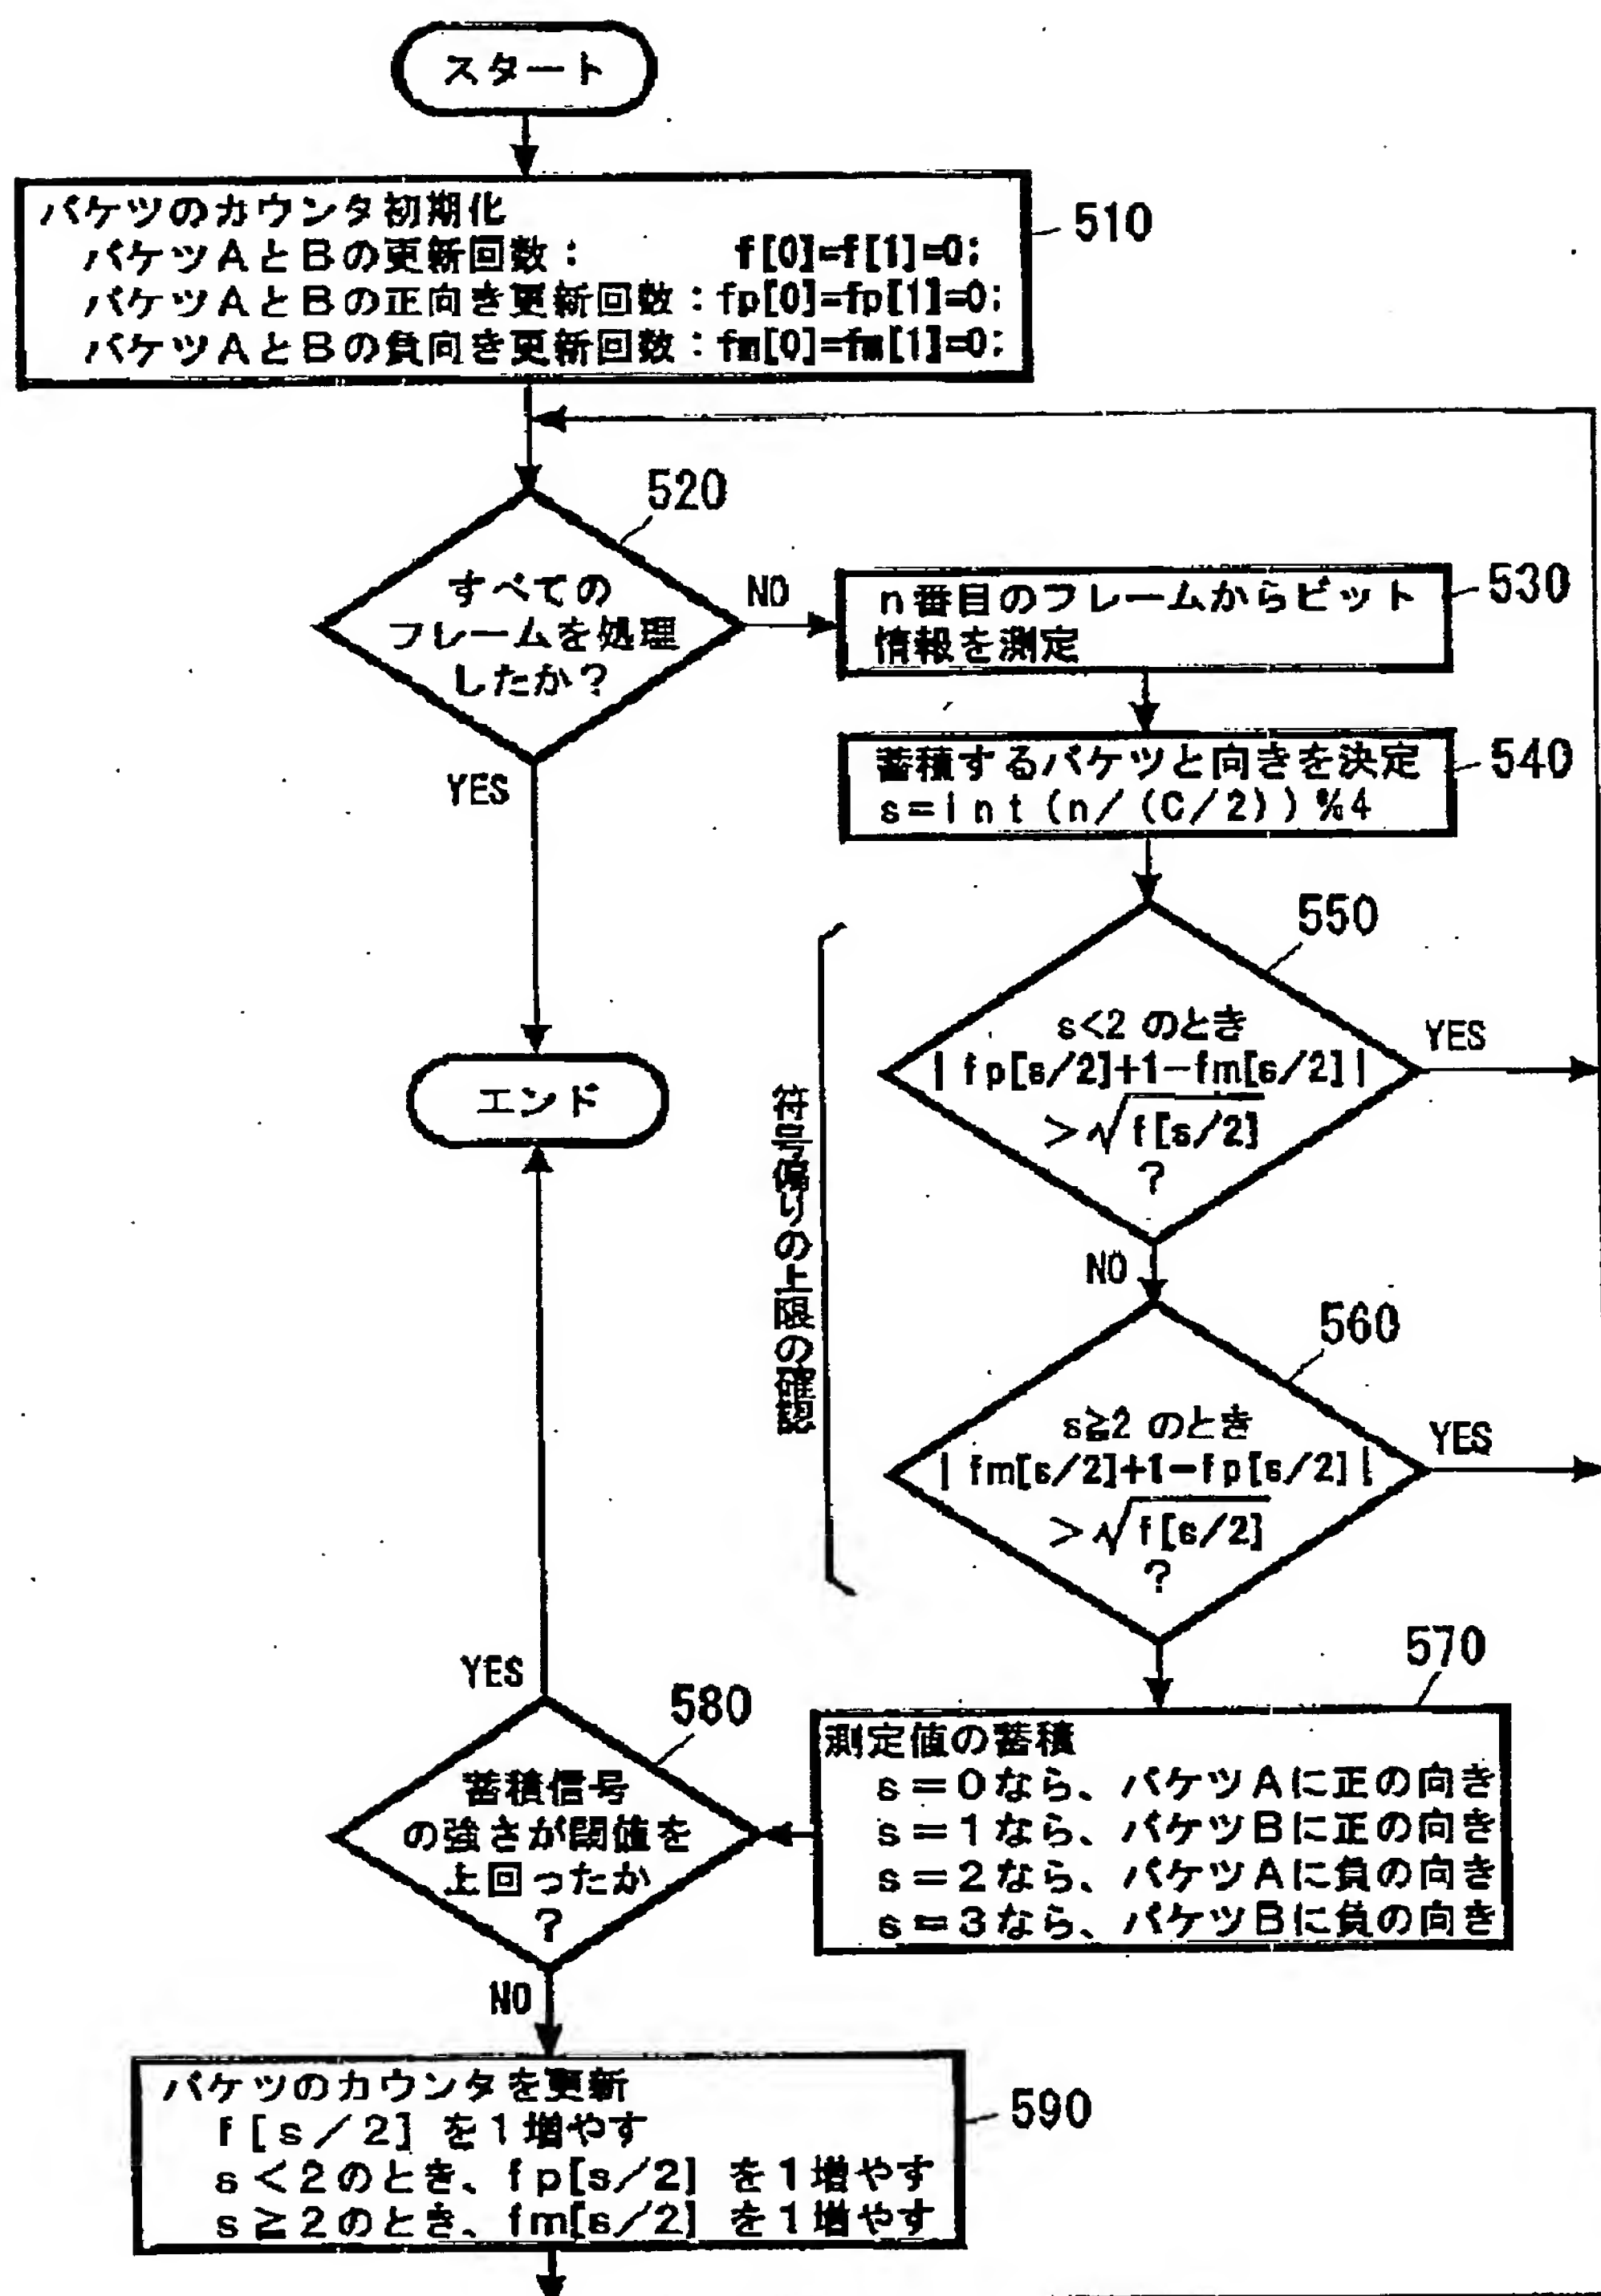 スタート
バケツのカウンタ初期化
バケツAとBの更新回数： f[0]=f[1]=0;
バケツAとBの正向き更新回数：fp[0]=fp[1]=0;
バケツAとBの負向き更新回数：fm[0]=fm[1]=0;
510
520
すべての
フレームを処理
したか？
NO
YES
n番目のフレームからビット
情報を測定
530
蓄積するバケツと向きを決定
s＝int(n/(C/2))%4
540
550
s<2 のとき
|fp[s/2]+1-fm[s/2]|
>√f[s/2]
?
YES
NO
エンド
符号偏りの上限の確認
560
s≧2 のとき
|fm[s/2]+1-fp[s/2]|
>√f[s/2]
?
YES
570
測定値の蓄積
s＝0なら、バケツAに正の向き
s＝1なら、バケツBに正の向き
s＝2なら、バケツAに負の向き
s＝3なら、バケツBに負の向き
YES
580
蓄積信号
の強さが閾値を
上回ったか
?
NO
バケツのカウンタを更新
f[s／2] を1増やす
s＜2のとき、fp[s/2] を1増やす
s≧2のとき、fm[s/2] を1増やす
590